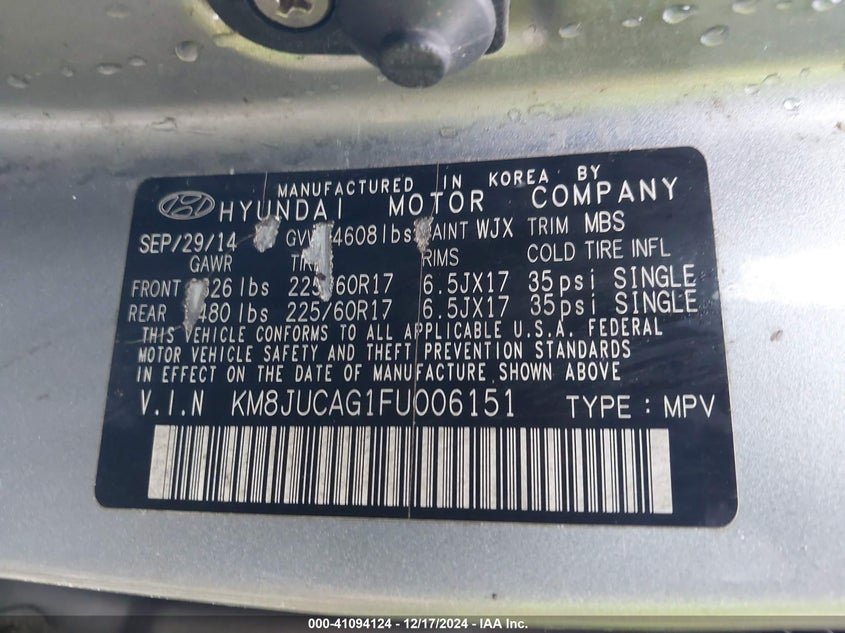 MANUFACTURED IN KOREA BY
HYUNDAI MOTOR COMPANY
SEP/29/14 4608lbs WJX TRIM MBS
GAWR RIMS COLD TIRE INFL
FRONT lbs 225/60R17 6.5JX17 35psi SINGLE
REAR 480 lbs 225/60R17 6.5JX17 35psi SINGLE
THIS VEHICLE CONFORMS TO ALL APPLICABLE U.S.A. FEDERAL
MOTOR VEHICLE SAFETY AND THEFT PREVENTION STANDARDS
IN EFFECT ON THE DATE OF MANUFACTURE SHOWN ABOVE
V.I.N KM8JUCAG1FU006151 TYPE : MPV
000-41094124 - 12/17/2024 - IAA Inc.